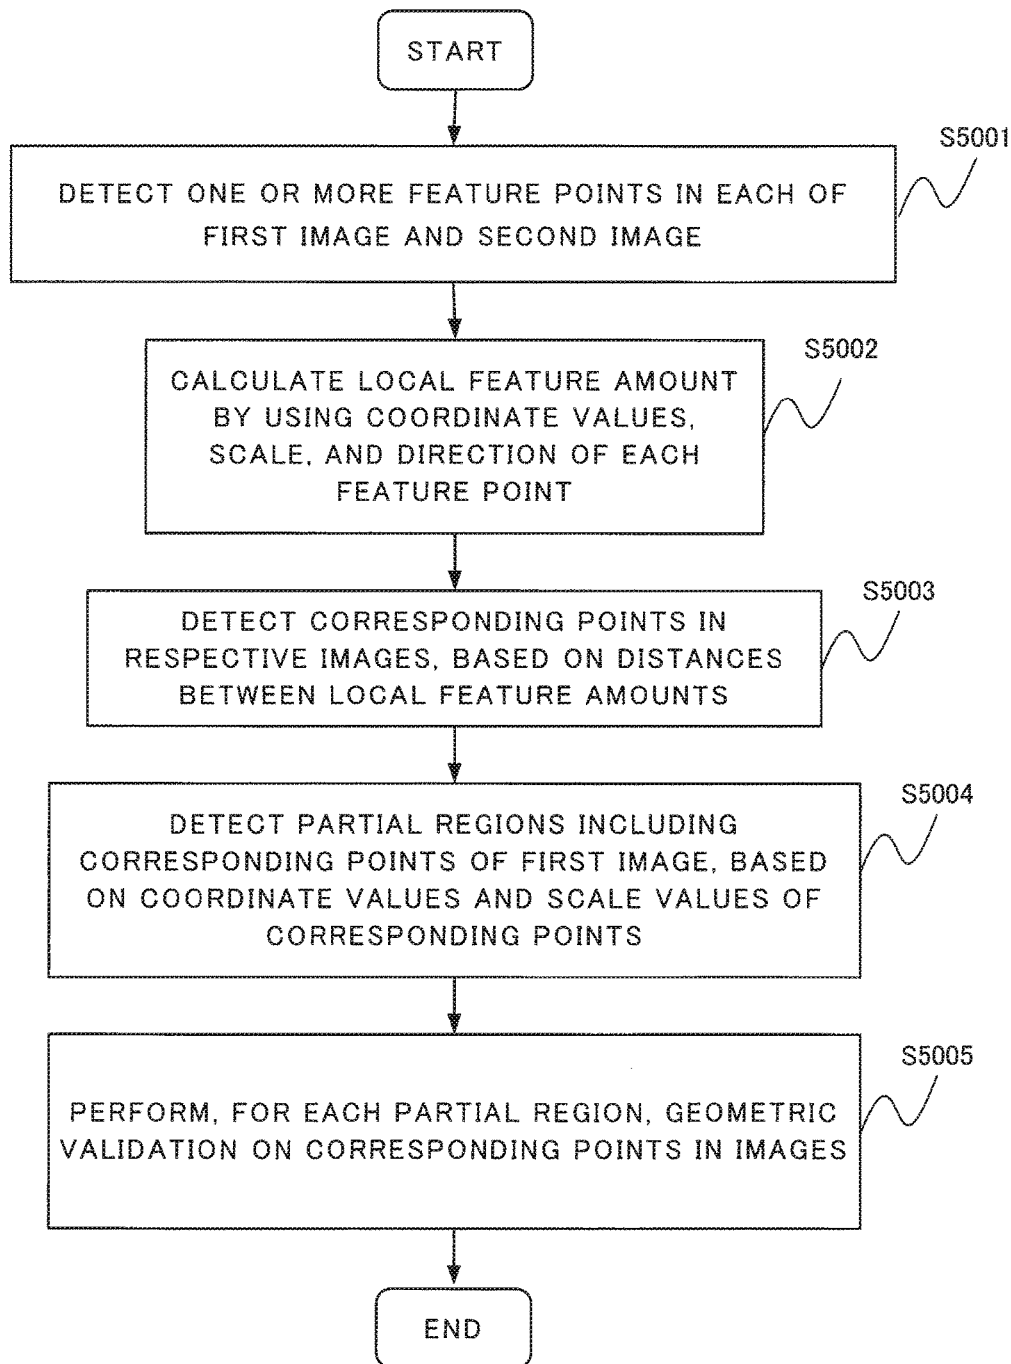 START
S5001
DETECT ONE OR MORE FEATURE POINTS IN EACH OF
FIRST IMAGE AND SECOND IMAGE
S5002
CALCULATE LOCAL FEATURE AMOUNT
BY USING COORDINATE VALUES,
SCALE, AND DIRECTION OF EACH
FEATURE POINT
S5003
DETECT CORRESPONDING POINTS IN
RESPECTIVE IMAGES, BASED ON DISTANCES
BETWEEN LOCAL FEATURE AMOUNTS
S5004
DETECT PARTIAL REGIONS INCLUDING
CORRESPONDING POINTS OF FIRST IMAGE, BASED
ON COORDINATE VALUES AND SCALE VALUES OF
CORRESPONDING POINTS
S5005
PERFORM, FOR EACH PARTIAL REGION, GEOMETRIC
VALIDATION ON CORRESPONDING POINTS IN IMAGES
END